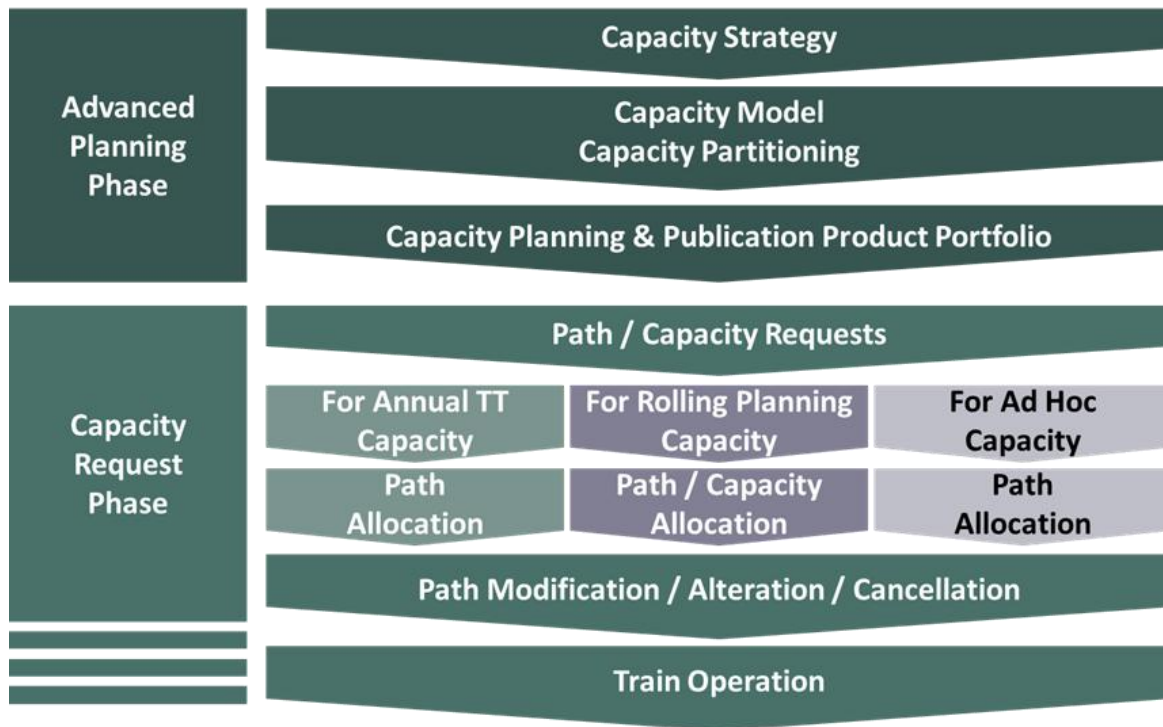 Advanced
Planning
Phase
Capacity Strategy
Capacity Model
Capacity Partitioning
Capacity Planning & Publication Product Portfolio
Capacity
Request
Phase
Path / Capacity Requests
For Annual TT
Capacity
For Rolling Planning
Capacity
For Ad Hoc
Capacity
Path
Allocation
Path / Capacity
Allocation
Path
Allocation
Path Modification / Alteration / Cancellation
Train Operation